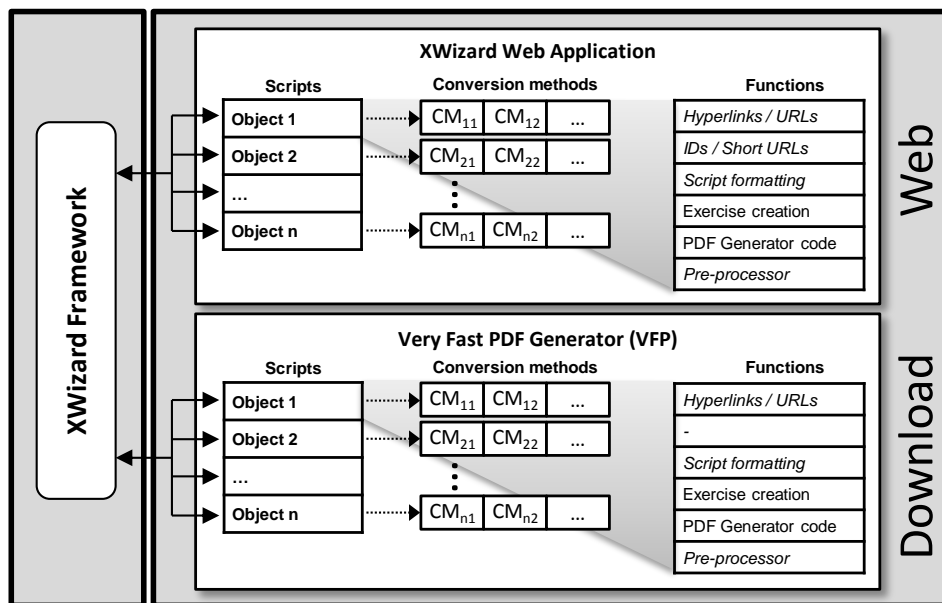 XWizard Framework
XWizard Web Application
Scripts
Conversion methods
Functions
Object 1
CM11 CM12 ...
Hyperlinks / URLs
Object 2
CM21 CM22 ...
IDs / Short URLs
...
Script formatting
Object n
CMn1 CMn2 ...
Exercise creation
PDF Generator code
Pre-processor
Web
Very Fast PDF Generator (VFP)
Scripts
Conversion methods
Functions
Object 1
CM11 CM12 ...
Hyperlinks / URLs
Object 2
CM21 CM22 ...
-
...
Script formatting
Object n
CMn1 CMn2 ...
Exercise creation
PDF Generator code
Pre-processor
Download